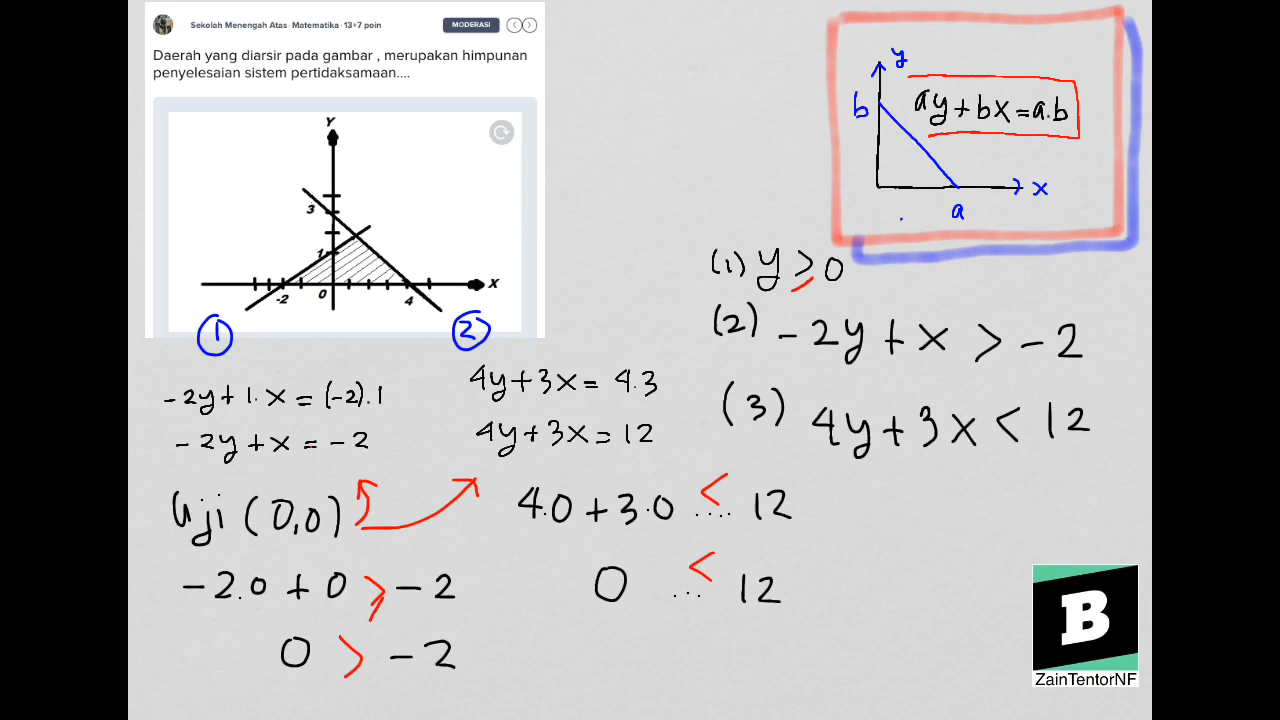 Sekolah Menengah Atas · Matematika · 13+7 poin
MODERASI
Daerah yang diarsir pada gambar , merupakan himpunan
penyelesaian sistem pertidaksamaan....
Y
3
1
-2
0
4
X
1
2
y
b
ay + bx = a.b
x
a
(1) y ≥ 0
(2) -2y + x > -2
(3) 4y + 3x < 12
-2y + 1.x = (-2).1
-2y + x = -2
4y + 3x = 4.3
4y + 3x = 12
Uji (0,0)
-2.0 + 0 > -2
0 > -2
4.0 + 3.0 .... < 12
0 ... < 12
B
ZainTentorNF